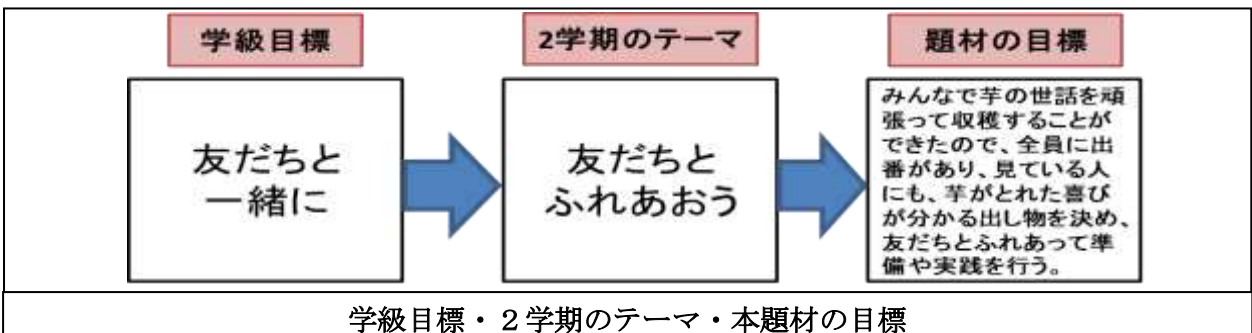 学級目標
2学期のテーマ
題材の目標
友だちと
一緒に
友だちと
ふれあおう
みんなで芋の世話を頑
張って収穫することが
できたので、全員に出
番があり、見ている人
にも、芋がとれた喜び
が分かる出し物を決め、
友だちとふれあって準
備や実践を行う。
学級目標・２学期のテーマ・本題材の目標